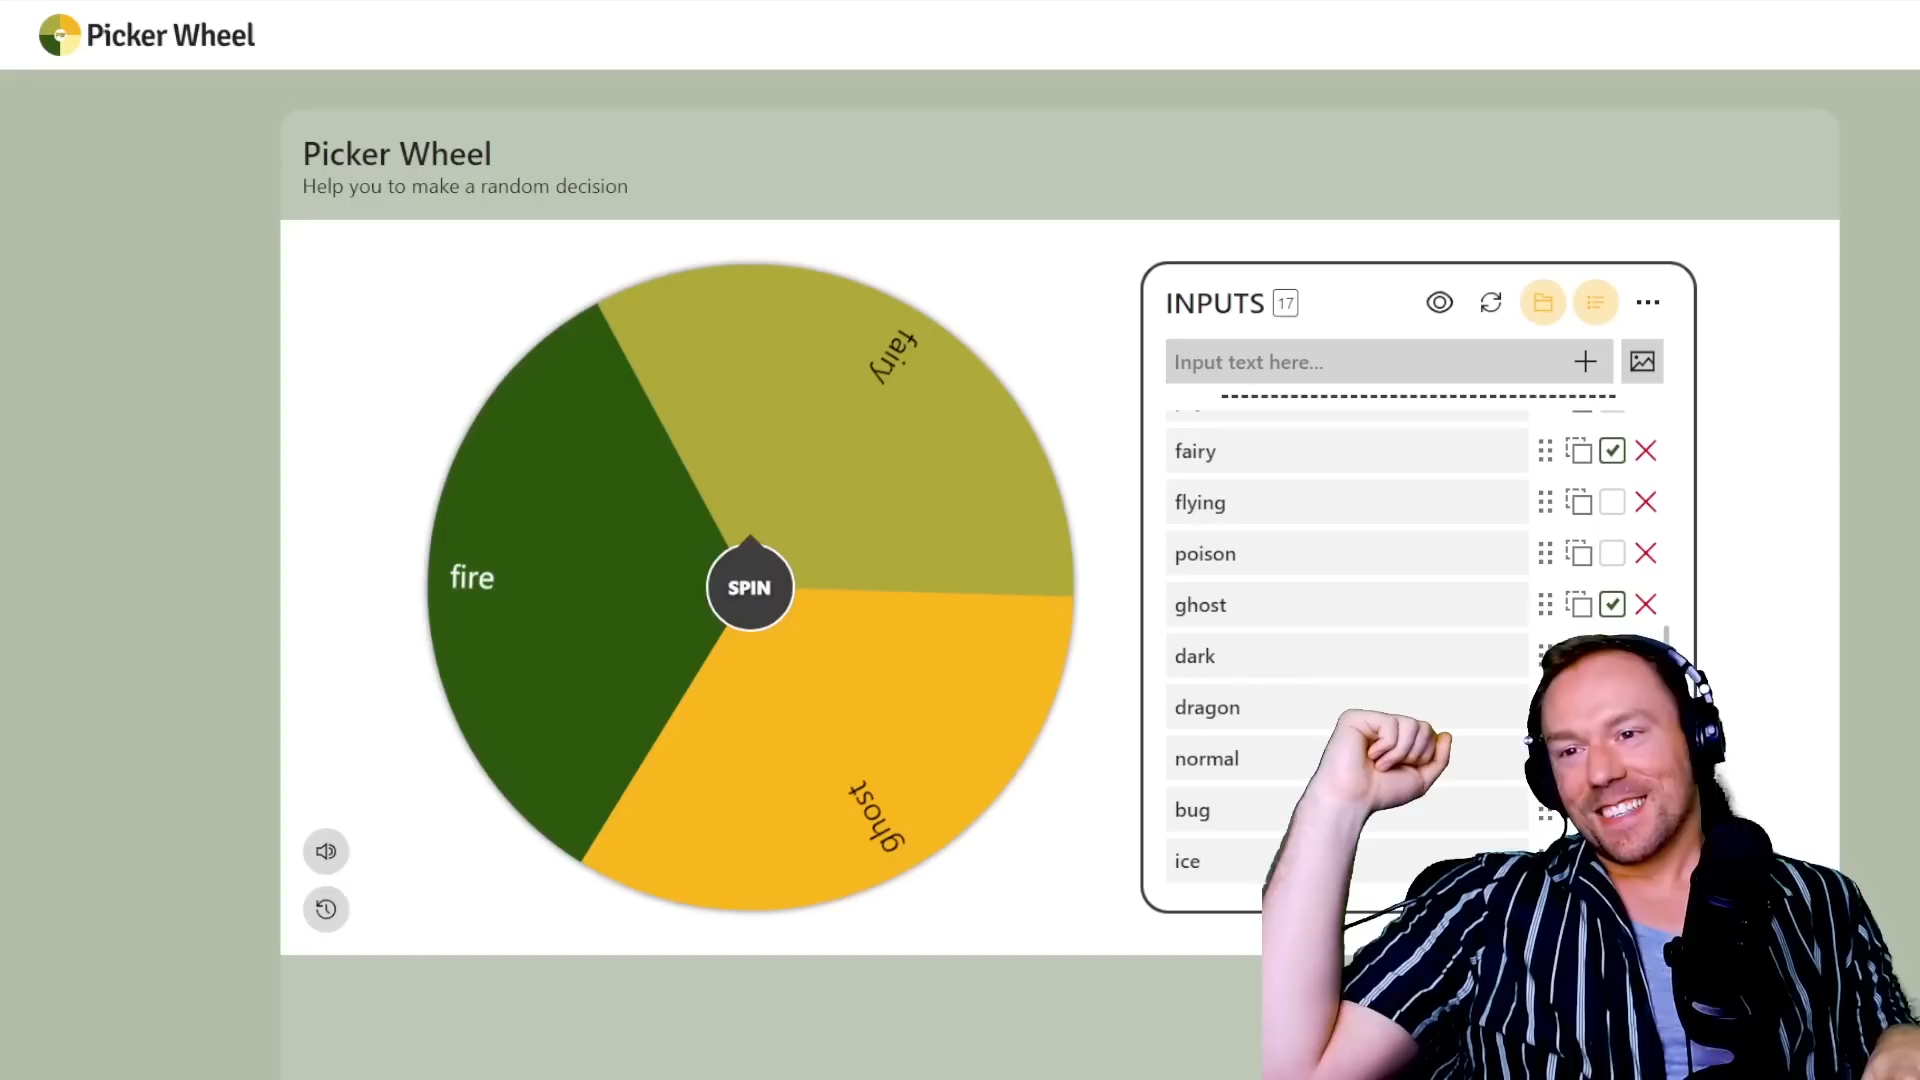 Picker Wheel
Picker Wheel
Help you to make a random decision
fairy
fire
SPIN
ghost
INPUTS 17
Input text here...
fairy
flying
poison
ghost
dark
dragon
normal
bug
ice